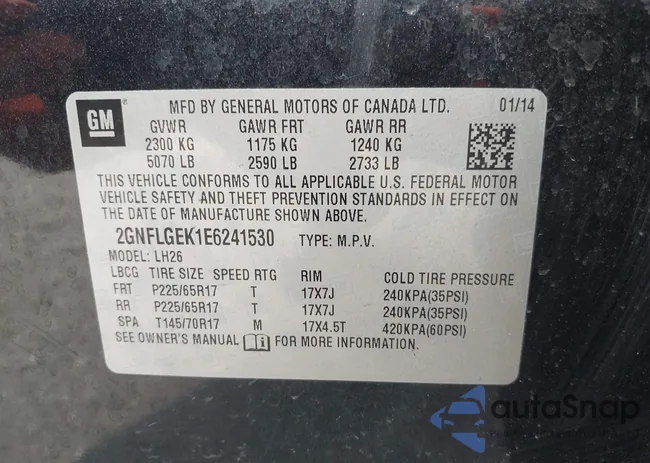 GM MFD BY GENERAL MOTORS OF CANADA LTD. 01/14
GVWR GAWR FRT GAWR RR
2300 KG 1175 KG 1240 KG
5070 LB 2590 LB 2733 LB
THIS VEHICLE CONFORMS TO ALL APPLICABLE U.S. FEDERAL MOTOR
VEHICLE SAFETY AND THEFT PREVENTION STANDARDS IN EFFECT ON
THE DATE OF MANUFACTURE SHOWN ABOVE.
2GNFLGEK1E6241530 TYPE: M.P.V.
MODEL: LH26
LBCG TIRE SIZE SPEED RTG RIM COLD TIRE PRESSURE
FRT P225/65R17 T 17X7J 240KPA(35PSI)
RR P225/65R17 T 17X7J 240KPA(35PSI)
SPA T145/70R17 M 17X4.5T 420KPA(60PSI)
SEE OWNER'S MANUAL FOR MORE INFORMATION.
autoSnap